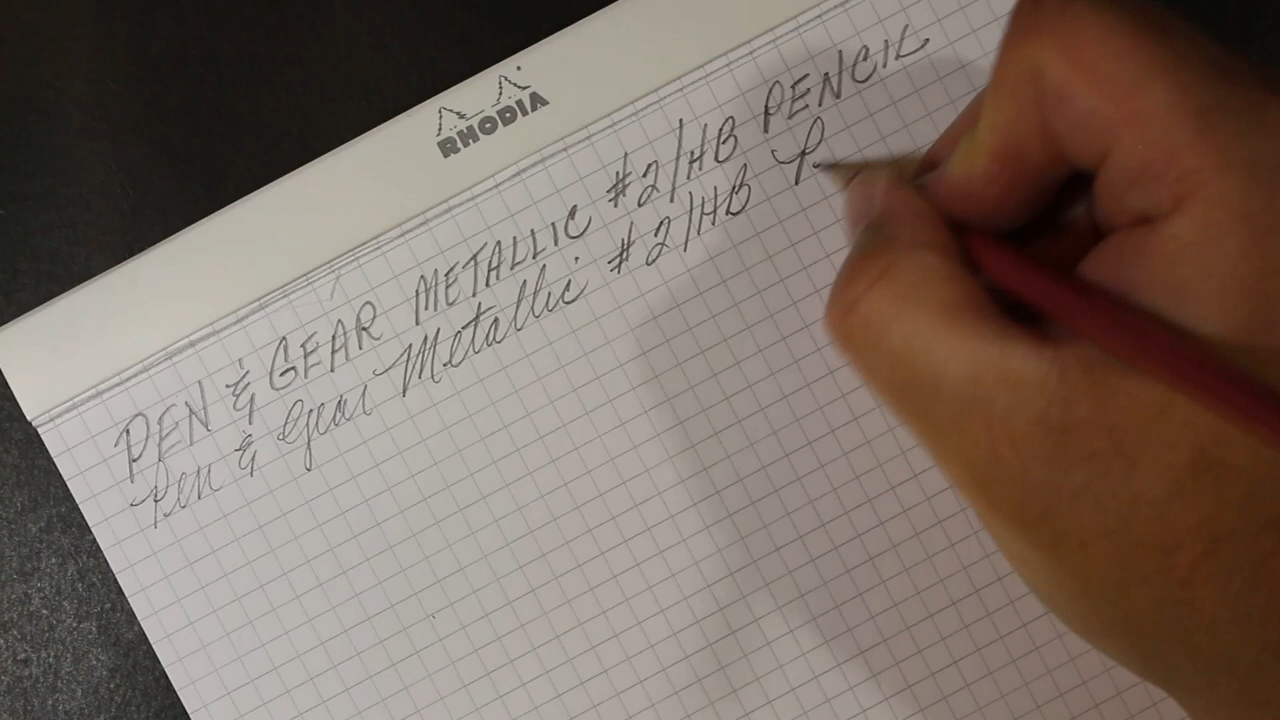 RHODIA
PEN & GEAR METALLIC #2/HB PENCIL
Pen & Gear Metallic #2/HB P